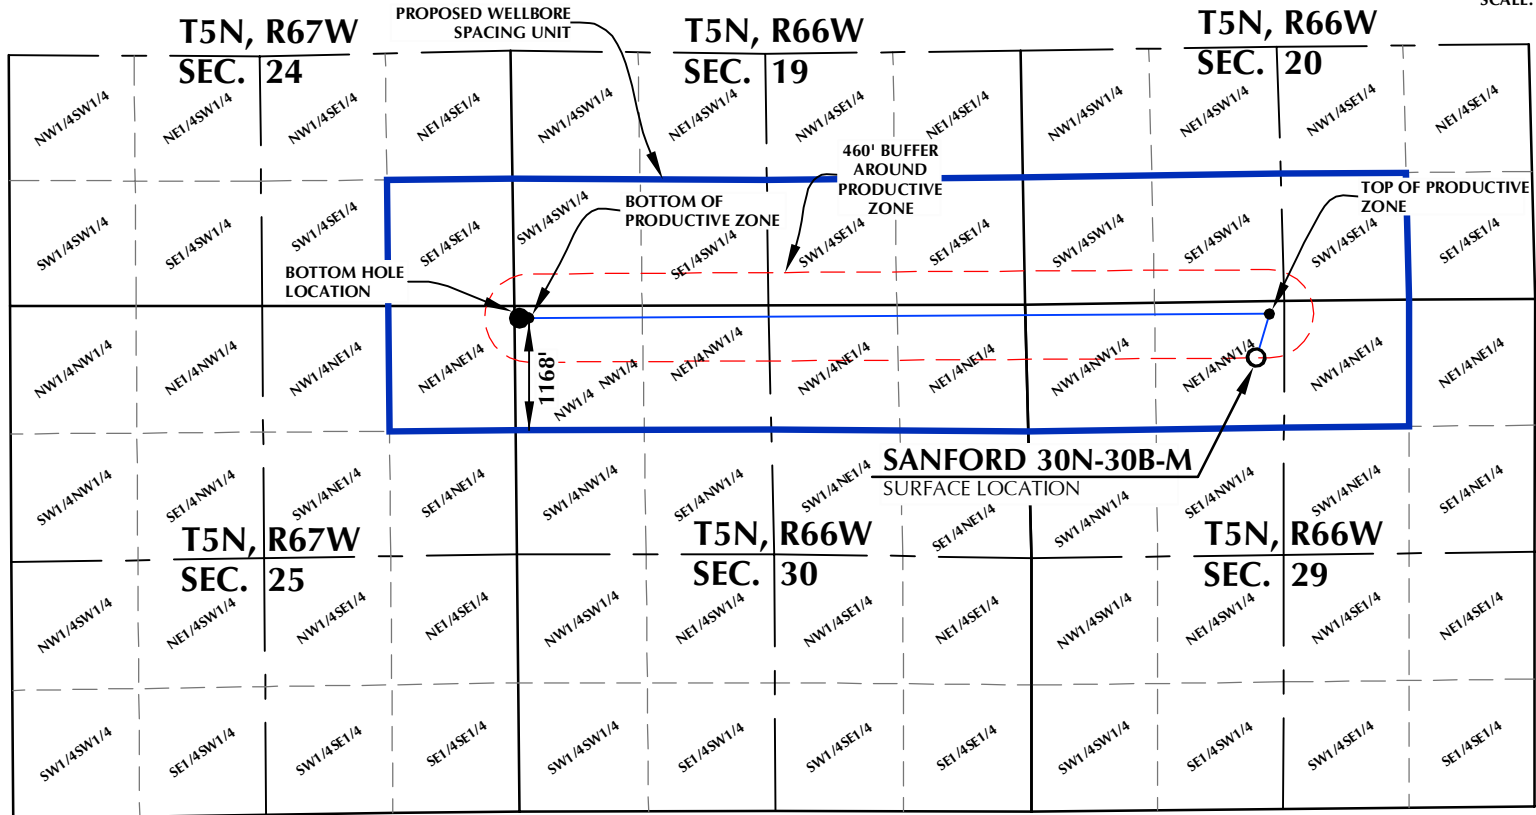 SCALE:
PROPOSED WELLBORE
SPACING UNIT
T5N, R67W
SEC. 24
T5N, R66W
SEC. 19
T5N, R66W
SEC. 20
NW1/4SW1/4
NE1/4SW1/4
NW1/4SE1/4
NE1/4SE1/4
NW1/4SW1/4
NE1/4SW1/4
NW1/4SE1/4
NE1/4SE1/4
NW1/4SW1/4
NE1/4SW1/4
NW1/4SE1/4
NE1/4SE1/4
460' BUFFER
AROUND
PRODUCTIVE
ZONE
BOTTOM OF
PRODUCTIVE ZONE
TOP OF PRODUCTIVE
ZONE
SW1/4SW1/4
SE1/4SW1/4
SW1/4SE1/4
SE1/4SE1/4
SW1/4SW1/4
SE1/4SW1/4
SW1/4SE1/4
SE1/4SE1/4
SW1/4SW1/4
SE1/4SW1/4
SW1/4SE1/4
SE1/4SE1/4
BOTTOM HOLE
LOCATION
NW1/4NW1/4
NE1/4NW1/4
NW1/4NE1/4
NE1/4NE1/4
1168'
NW1/4 NW1/4
NE1/4NW1/4
NW1/4NE1/4
NE1/4NE1/4
NW1/4NW1/4
NE1/4NW1/4
NW1/4NE1/4
NE1/4NE1/4
SANFORD 30N-30B-M
SURFACE LOCATION
SW1/4NW1/4
SE1/4NW1/4
SW1/4NE1/4
SE1/4NE1/4
SW1/4NW1/4
SE1/4NW1/4
SW1/4NE1/4
SE1/4NE1/4
SW1/4NW1/4
SE1/4NW1/4
SW1/4NE1/4
SE1/4NE1/4
T5N, R67W
SEC. 25
T5N, R66W
SEC. 30
T5N, R66W
SEC. 29
NW1/4SW1/4
NE1/4SW1/4
NW1/4SE1/4
NE1/4SE1/4
NW1/4SW1/4
NE1/4SW1/4
NW1/4SE1/4
NE1/4SE1/4
NW1/4SW1/4
NE1/4SW1/4
NW1/4SE1/4
NE1/4SE1/4
SW1/4SW1/4
SE1/4SW1/4
SW1/4SE1/4
SE1/4SE1/4
SW1/4SW1/4
SE1/4SW1/4
SW1/4SE1/4
SE1/4SE1/4
SW1/4SW1/4
SE1/4SW1/4
SW1/4SE1/4
SE1/4SE1/4